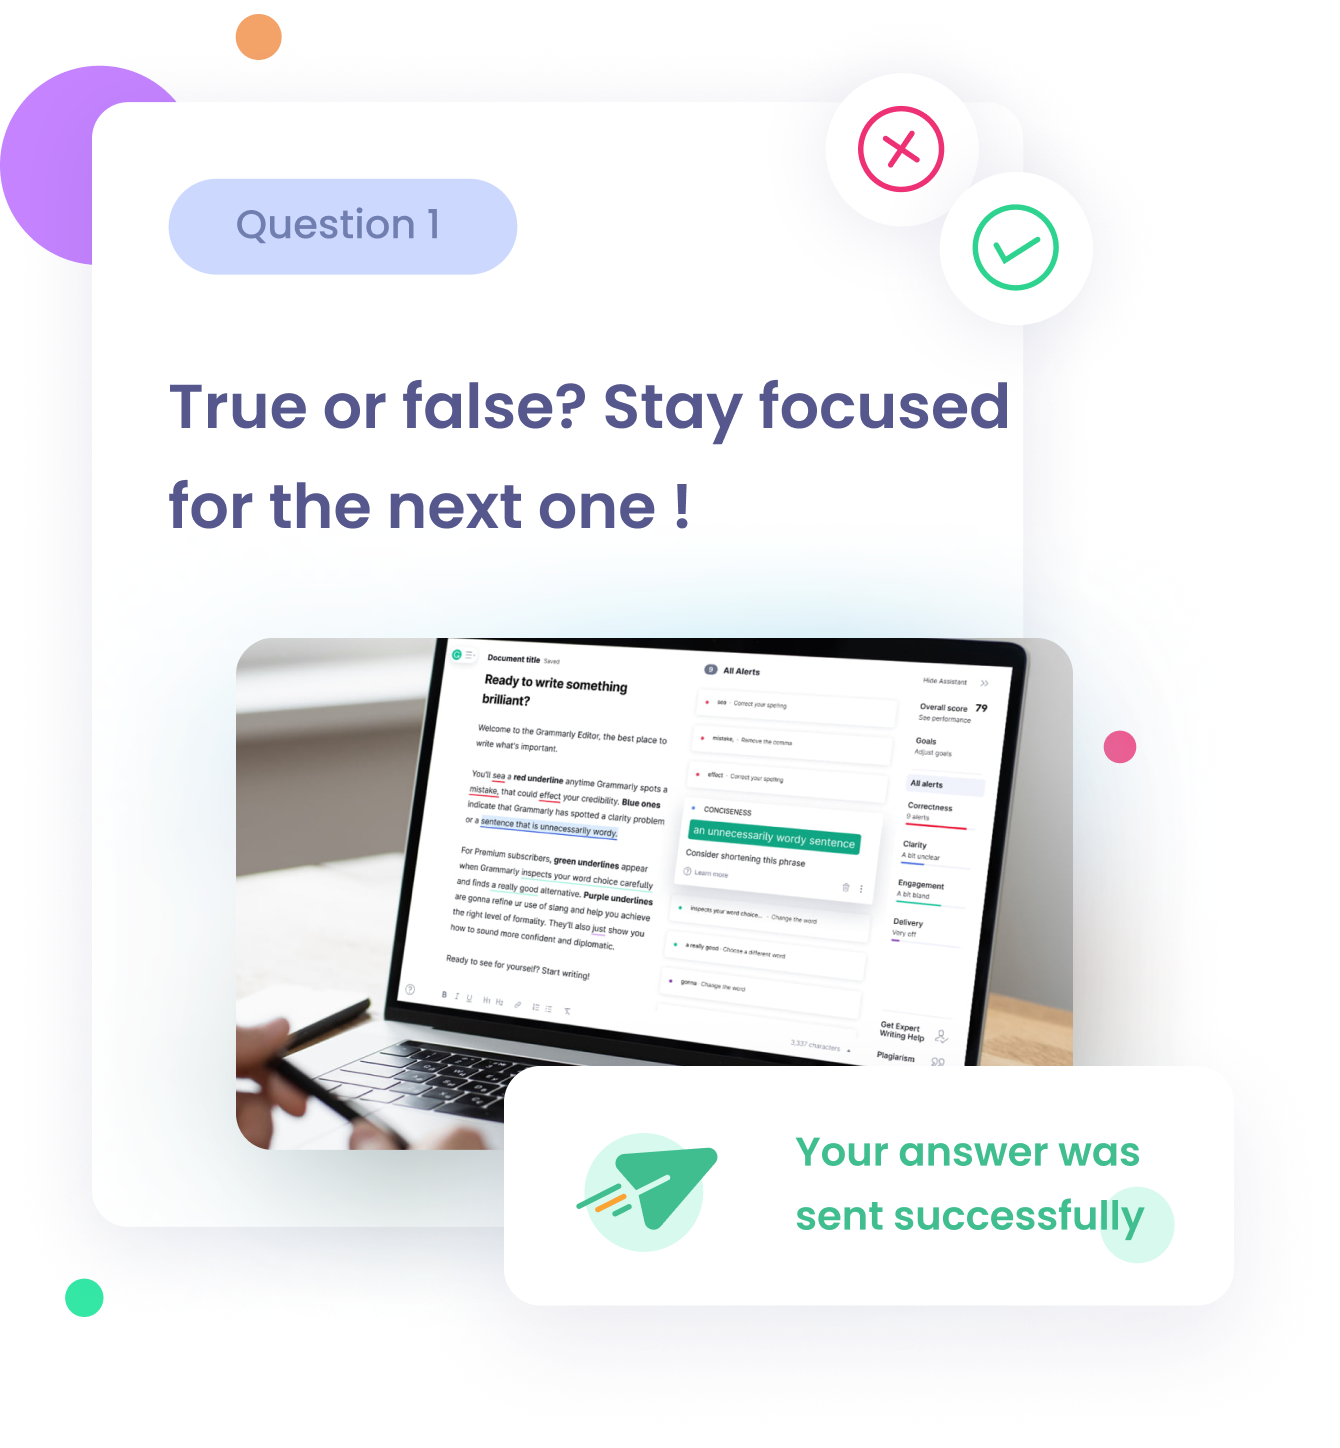 Question 1
True or false? Stay focused
for the next one !
Document title Saved
Ready to write something
brilliant?
Welcome to the Grammarly Editor, the best place to
write what's important.
You'll sea a red underline anytime Grammarly spots a
mistake, that could effect your credibility. Blue ones
indicate that Grammarly has spotted a clarity problem
or a sentence that is unnecessarily wordy.
For Premium subscribers, green underlines appear
when Grammarly inspects your word choice carefully
and finds a really good alternative. Purple underlines
are gonna refine ur use of slang and help you achieve
the right level of formality. They'll also just show you
how to sound more confident and diplomatic.
Ready to see for yourself? Start writing!
B I U H1 H2
9 All Alerts
sea · Correct your spelling
mistake, · Remove the comma
effect · Correct your spelling
CONCISENESS
an unnecessarily wordy sentence
Consider shortening this phrase
Learn more
inspects your word choice... · Change the word
a really good · Choose a different word
gonna · Change the word
3,337 characters
Hide Assistant
Overall score 79
See performance
Goals
Adjust goals
All alerts
Correctness
9 alerts
Clarity
A bit unclear
Engagement
A bit bland
Delivery
Very off
Get Expert
Writing Help
Plagiarism
Your answer was
sent successfully